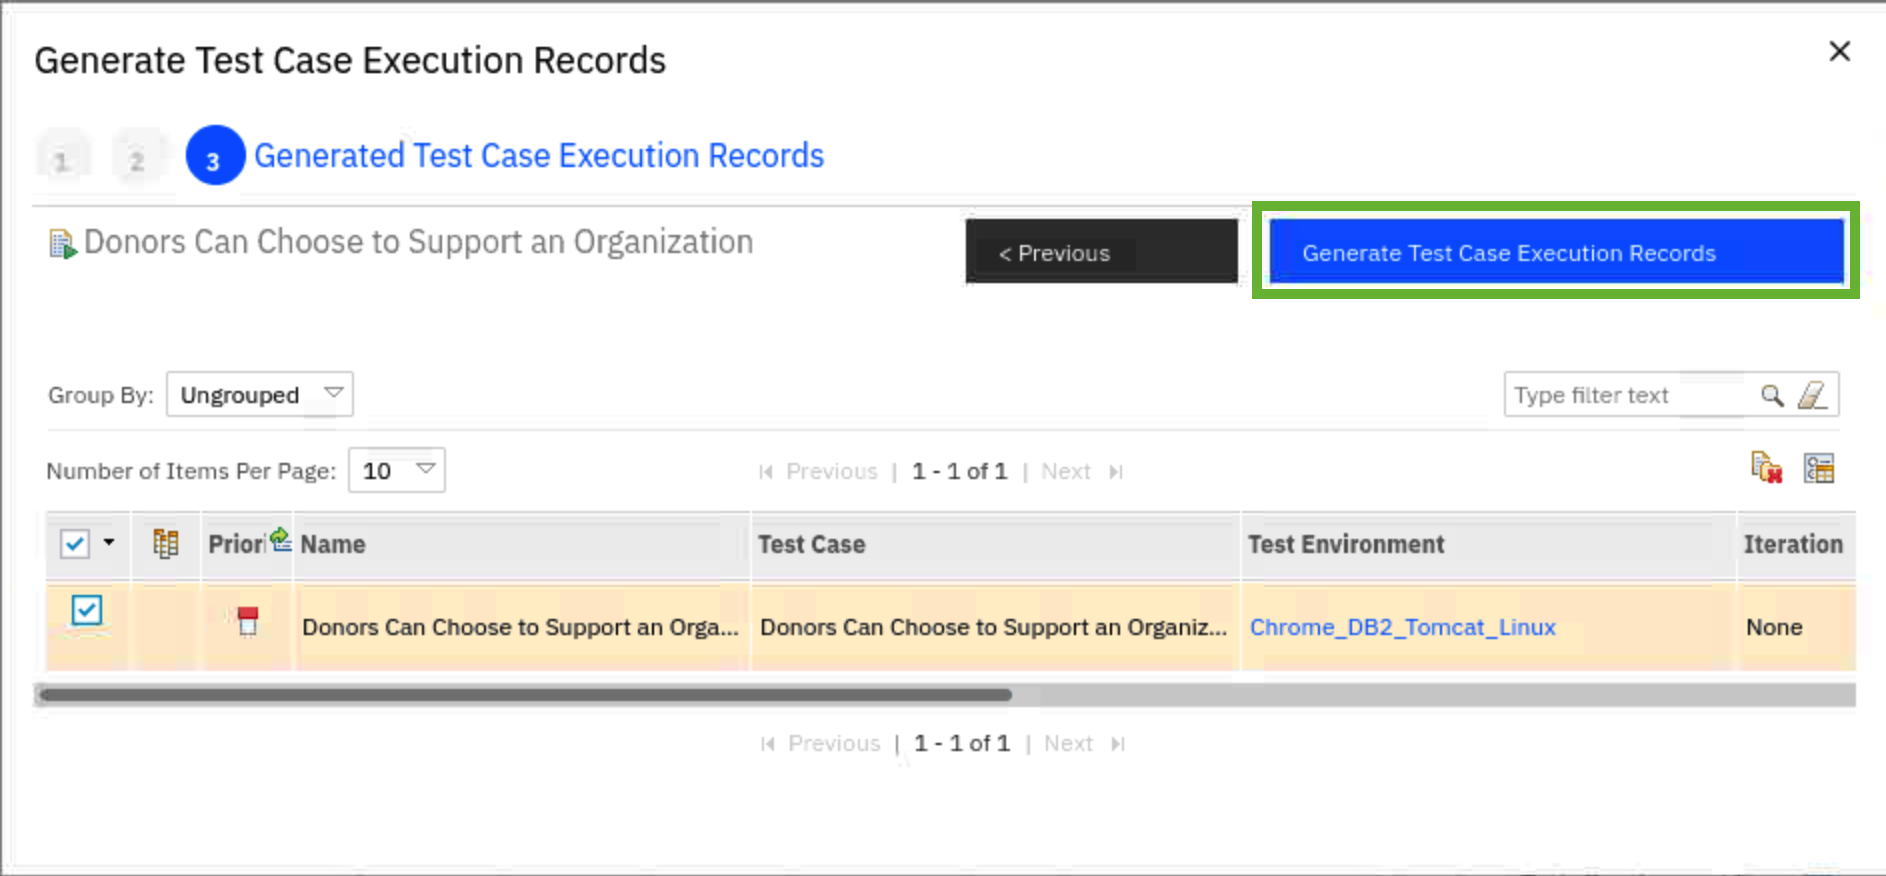 Generate Test Case Execution Records
1 2 3 Generated Test Case Execution Records
Donors Can Choose to Support an Organization
< Previous
Generate Test Case Execution Records
Group By: Ungrouped
Type filter text
Number of Items Per Page: 10
Previous | 1 - 1 of 1 | Next
Priori Name Test Case Test Environment Iteration
Donors Can Choose to Support an Orga... Donors Can Choose to Support an Organiz... Chrome_DB2_Tomcat_Linux None
Previous | 1 - 1 of 1 | Next